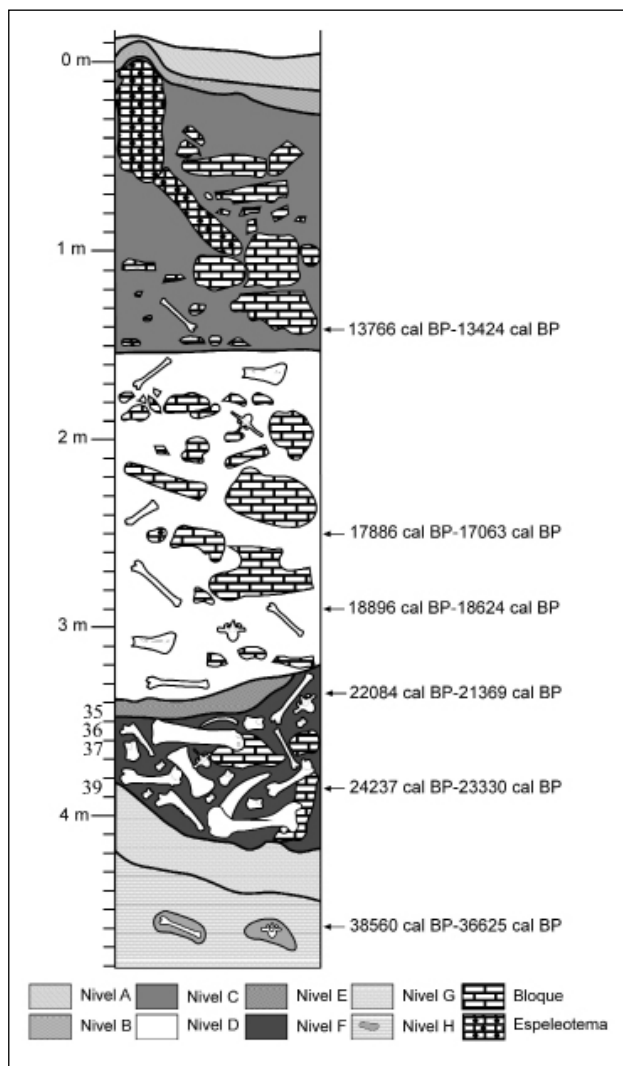 0 m
1 m
13766 cal BP-13424 cal BP
2 m
17886 cal BP-17063 cal BP
18896 cal BP-18624 cal BP
3 m
22084 cal BP-21369 cal BP
35
36
37
39
24237 cal BP-23330 cal BP
4 m
38560 cal BP-36625 cal BP
Nivel A Nivel C Nivel E Nivel G Bloque
Nivel B Nivel D Nivel F Nivel H Espeleotema